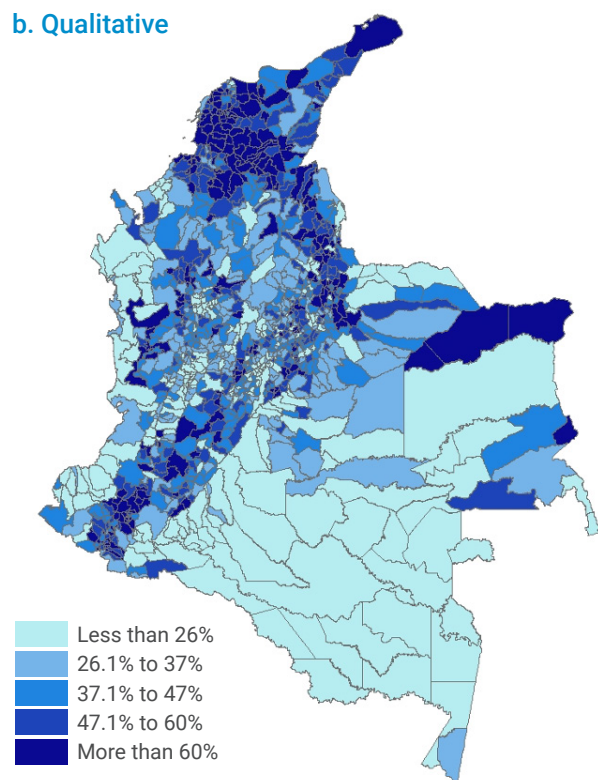 b. Qualitative
Less than 26%
26.1% to 37%
37.1% to 47%
47.1% to 60%
More than 60%